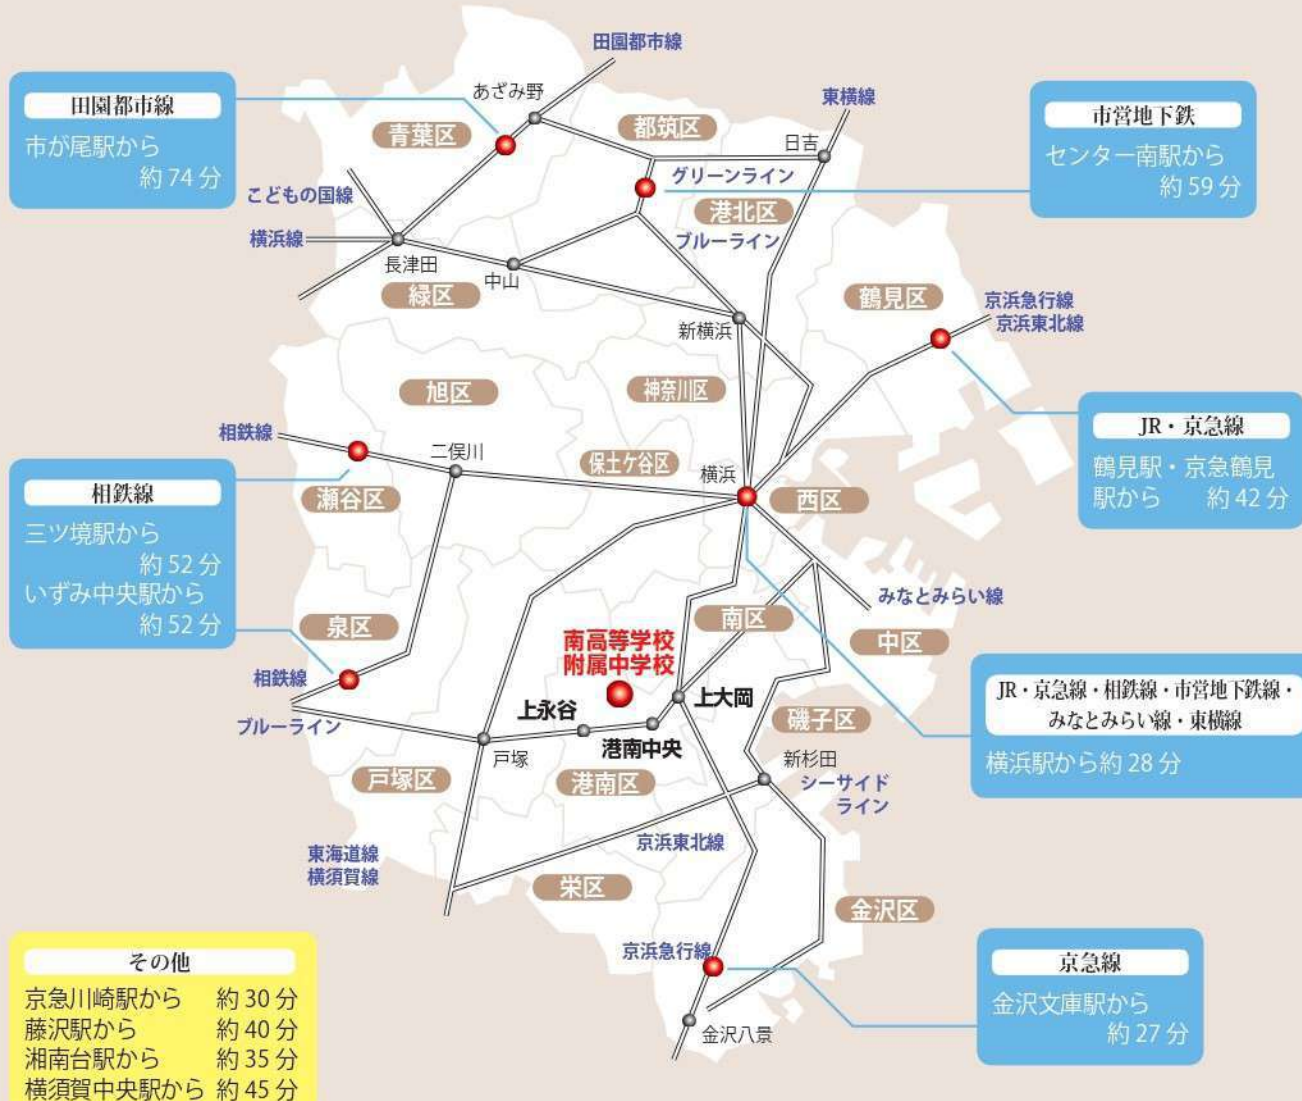 田園都市線
あざみ野
東横線
田園都市線
市が尾駅から
約 74 分
青葉区
都筑区
日吉
市営地下鉄
センター南駅から
約 59 分
こどもの国線
グリーンライン
港北区
横浜線
ブルーライン
長津田
中山
緑区
鶴見区
京浜急行線
京浜東北線
新横浜
旭区
神奈川区
相鉄線
二俣川
保土ケ谷区
横浜
西区
瀬谷区
JR・京急線
鶴見駅・京急鶴見
駅から 約 42 分
相鉄線
三ツ境駅から
約 52 分
いずみ中央駅から
約 52 分
みなとみらい線
泉区
南区
中区
南高等学校
附属中学校
相鉄線
上永谷
上大岡
ブルーライン
港南中央
磯子区
JR・京急線・相鉄線・市営地下鉄線・
みなとみらい線・東横線
横浜駅から約 28 分
戸塚
新杉田
戸塚区
港南区
シーサイド
ライン
京浜東北線
東海道線
横須賀線
栄区
金沢区
京浜急行線
金沢八景
京急線
金沢文庫駅から
約 27 分
その他
京急川崎駅から 約 30 分
藤沢駅から 約 40 分
湘南台駅から 約 35 分
横須賀中央駅から 約 45 分